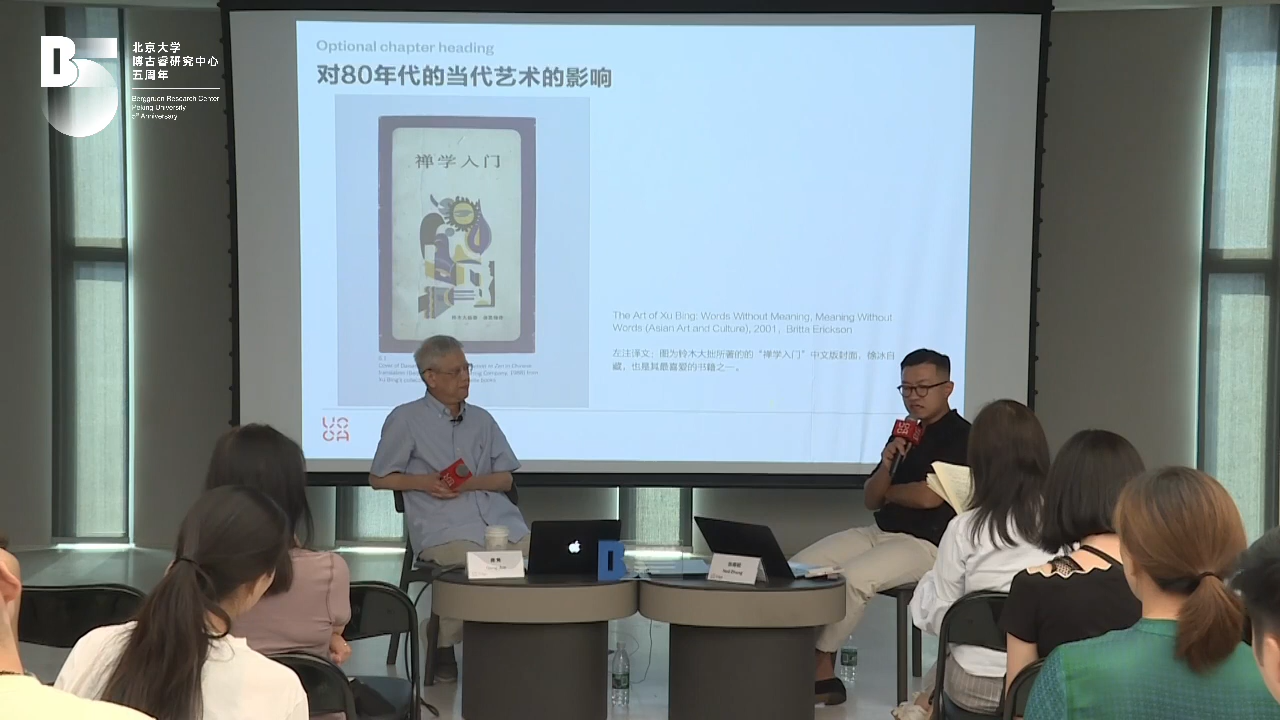 北京大学
博古睿研究中心
五周年
Berggruen Research Center
Peking University
5th Anniversary
Optional chapter heading
对80年代的当代艺术的影响
禅学入门
The Art of Xu Bing: Words Without Meaning, Meaning Without
Words (Asian Art and Culture), 2001, Britta Erickson
左注译文：图为铃木大拙所著的的“禅学入门”中文版封面，徐冰自
藏，也是其最喜爱的书籍之一。
UCCA
UCCA